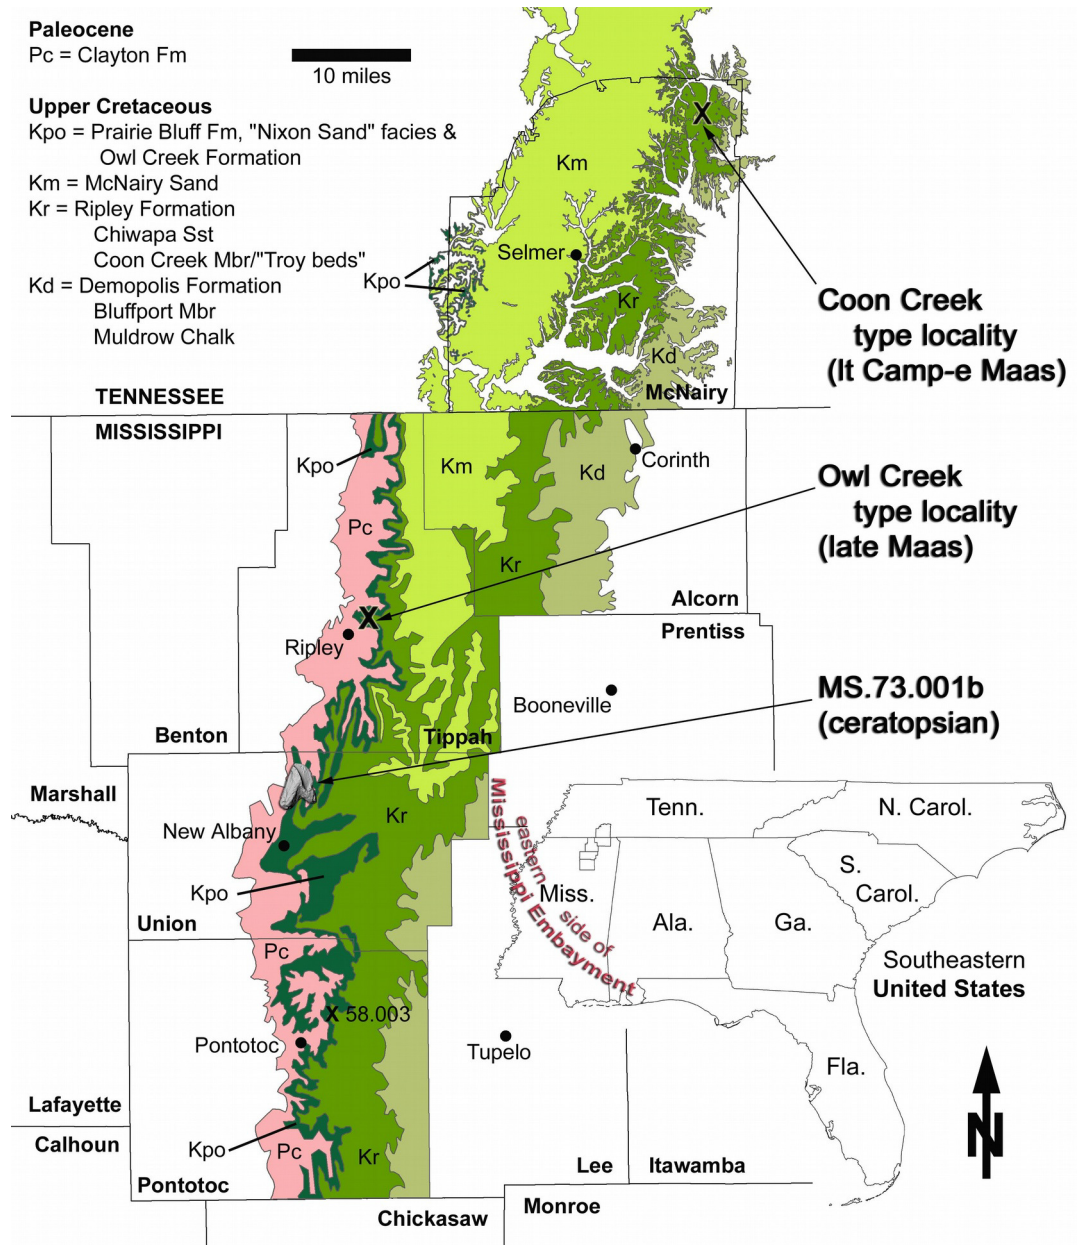 Paleocene
Pc = Clayton Fm
10 miles
Upper Cretaceous
Kpo = Prairie Bluff Fm, "Nixon Sand" facies &
Owl Creek Formation
Km = McNairy Sand
Kr = Ripley Formation
Chiwapa Sst
Coon Creek Mbr/"Troy beds"
Kd = Demopolis Formation
Bluffport Mbr
Muldrow Chalk
Km
X
Selmer
Kpo
Kr
Kd
McNairy
Coon Creek
type locality
(lt Camp-e Maas)
TENNESSEE
MISSISSIPPI
Kpo
Km
Kd
Corinth
Pc
Kr
Owl Creek
type locality
(late Maas)
X
Ripley
Alcorn
Prentiss
Booneville
Benton
Tippah
MS.73.001b
(ceratopsian)
Marshall
New Albany
Kr
Kpo
Union
eastern side of
Mississippi Embayment
Tenn.
N. Carol.
Miss.
Ala.
Ga.
S.
Carol.
Fla.
Southeastern
United States
Pc
X 58.003
Pontotoc
Tupelo
N
Lafayette
Calhoun
Kpo
Pc
Kr
Pontotoc
Lee
Itawamba
Chickasaw
Monroe